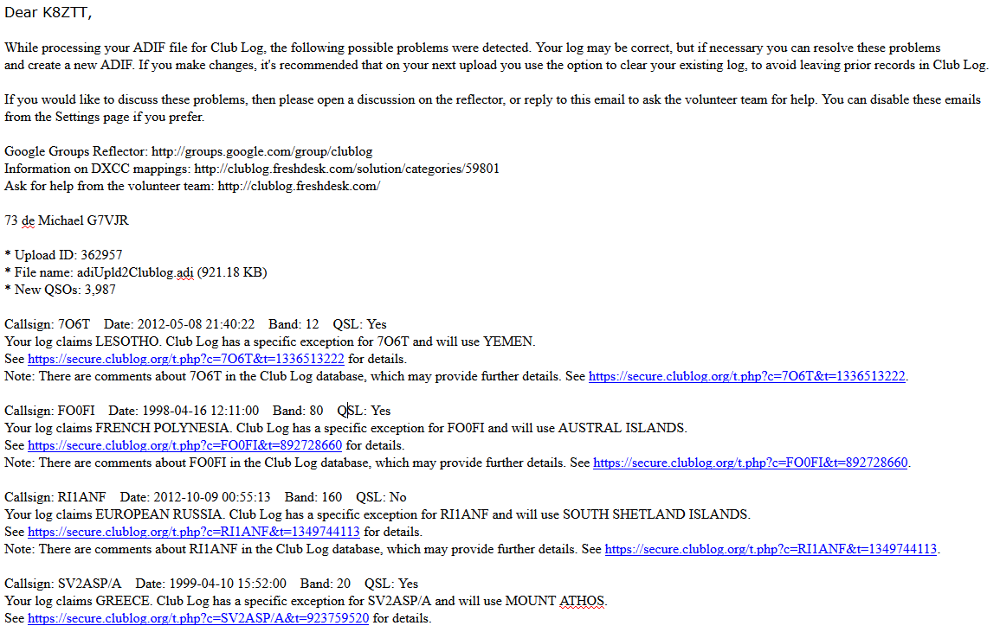 Dear K8ZTT,
While processing your ADIF file for Club Log, the following possible problems were detected. Your log may be correct, but if necessary you can resolve these problems
and create a new ADIF. If you make changes, it's recommended that on your next upload you use the option to clear your existing log, to avoid leaving prior records in Club Log.
If you would like to discuss these problems, then please open a discussion on the reflector, or reply to this email to ask the volunteer team for help. You can disable these emails
from the Settings page if you prefer.
Google Groups Reflector: http://groups.google.com/group/clublog
Information on DXCC mappings: http://clublog.freshdesk.com/solution/categories/59801
Ask for help from the volunteer team: http://clublog.freshdesk.com/
73 de Michael G7VJR
* Upload ID: 362957
* File name: adiUpld2Clublog.adi (921.18 KB)
* New QSOs: 3,987
Callsign: 7O6T    Date: 2012-05-08 21:40:22    Band: 12    QSL: Yes
Your log claims LESOTHO. Club Log has a specific exception for 7O6T and will use YEMEN.
See https://secure.clublog.org/t.php?c=7O6T&t=1336513222 for details.
Note: There are comments about 7O6T in the Club Log database, which may provide further details. See https://secure.clublog.org/t.php?c=7O6T&t=1336513222.
Callsign: FO0FI    Date: 1998-04-16 12:11:00    Band: 80    QSL: Yes
Your log claims FRENCH POLYNESIA. Club Log has a specific exception for FO0FI and will use AUSTRAL ISLANDS.
See https://secure.clublog.org/t.php?c=FO0FI&t=892728660 for details.
Note: There are comments about FO0FI in the Club Log database, which may provide further details. See https://secure.clublog.org/t.php?c=FO0FI&t=892728660.
Callsign: RI1ANF    Date: 2012-10-09 00:55:13    Band: 160    QSL: No
Your log claims EUROPEAN RUSSIA. Club Log has a specific exception for RI1ANF and will use SOUTH SHETLAND ISLANDS.
See https://secure.clublog.org/t.php?c=RI1ANF&t=1349744113 for details.
Note: There are comments about RI1ANF in the Club Log database, which may provide further details. See https://secure.clublog.org/t.php?c=RI1ANF&t=1349744113.
Callsign: SV2ASP/A    Date: 1999-04-10 15:52:00    Band: 20    QSL: Yes
Your log claims GREECE. Club Log has a specific exception for SV2ASP/A and will use MOUNT ATHOS.
See https://secure.clublog.org/t.php?c=SV2ASP/A&t=923759520 for details.